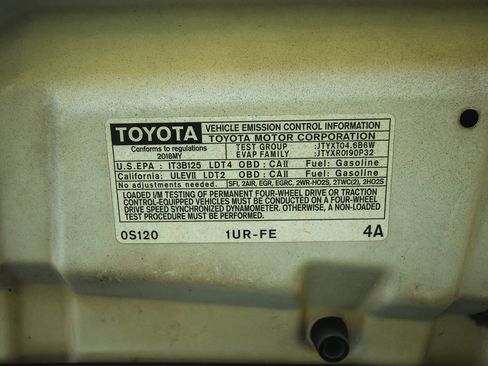 TOYOTA VEHICLE EMISSION CONTROL INFORMATION
TOYOTA MOTOR CORPORATION
Conforms to regulations TEST GROUP :JTYXT04.6B6W
2018MY EVAP FAMILY :JTYXR0190P32
U.S.EPA : IT3B125 LDT4 OBD : CAII Fuel: Gasoline
California: ULEVII LDT2 OBD : CAII Fuel: Gasoline
No adjustments needed. SFI, 2AIR, EGR, EGRC, 2WR-HO2S, 2TWC(2), 2HO2S
LOADED I/M TESTING OF PERMANENT FOUR-WHEEL DRIVE OR TRACTION
CONTROL-EQUIPPED VEHICLES MUST BE CONDUCTED ON A FOUR-WHEEL
DRIVE SPEED SYNCHRONIZED DYNAMOMETER. OTHERWISE, A NON-LOADED
TEST PROCEDURE MUST BE PERFORMED.
0S120 1UR-FE 4A